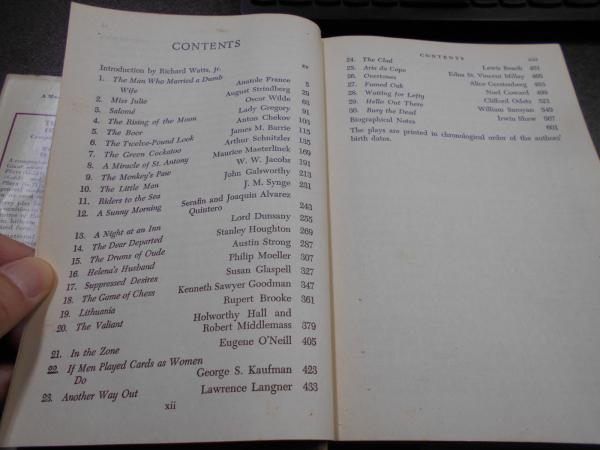 CONTENTS
Introduction by Richard Watts, jr. xv
1. The Man Who Married a Dumb
Wife Anatole France 5
2. Miss Julie August Strindberg 29
3. Salomé Oscar Wilde 61
4. The Rising of the Moon Lady Gregory 91
5. The Boor Anton Chekov 103
6. The Twelve-Pound Look James M. Barrie 115
7. The Green Cockatoo Arthur Schnitzler 135
8. A Miracle of St. Antony Maurice Maeterlinck 169
9. The Monkey's Paw W. W. Jacobs 191
10. The Little Man John Galsworthy 213
11. Riders to the Sea J. M. Synge 231
12. A Sunny Morning Serafin and Joaquin Alvarez
Quintero 243
13. A Night at an Inn Lord Dunsany 255
14. The Dear Departed Stanley Houghton 269
15. The Drums of Oude Austin Strong 287
16. Helena's Husband Philip Moeller 307
17. Suppressed Desires Susan Glaspell 327
18. The Game of Chess Kenneth Sawyer Goodman 347
19. Lithuania Rupert Brooke 361
20. The Valiant Holworthy Hall and
Robert Middlemass 379
21. In the Zone Eugene O'Neill 405
22. If Men Played Cards as Women
Do George S. Kaufman 423
23. Another Way Out Lawrence Langner 433
xii
CONTENTS xiii
24. The Clod Lewis Beach 451
25. Aria da Capo Edna St. Vincent Millay 465
26. Overtones Alice Gerstenberg 483
27. Fumed Oak Noel Coward 499
28. Waiting for Lefty Clifford Odets 523
29. Hello Out There William Saroyan 549
30. Bury the Dead Irwin Shaw 567
Biographical Notes 601
The plays are printed in chronological order of the authors'
birth dates.